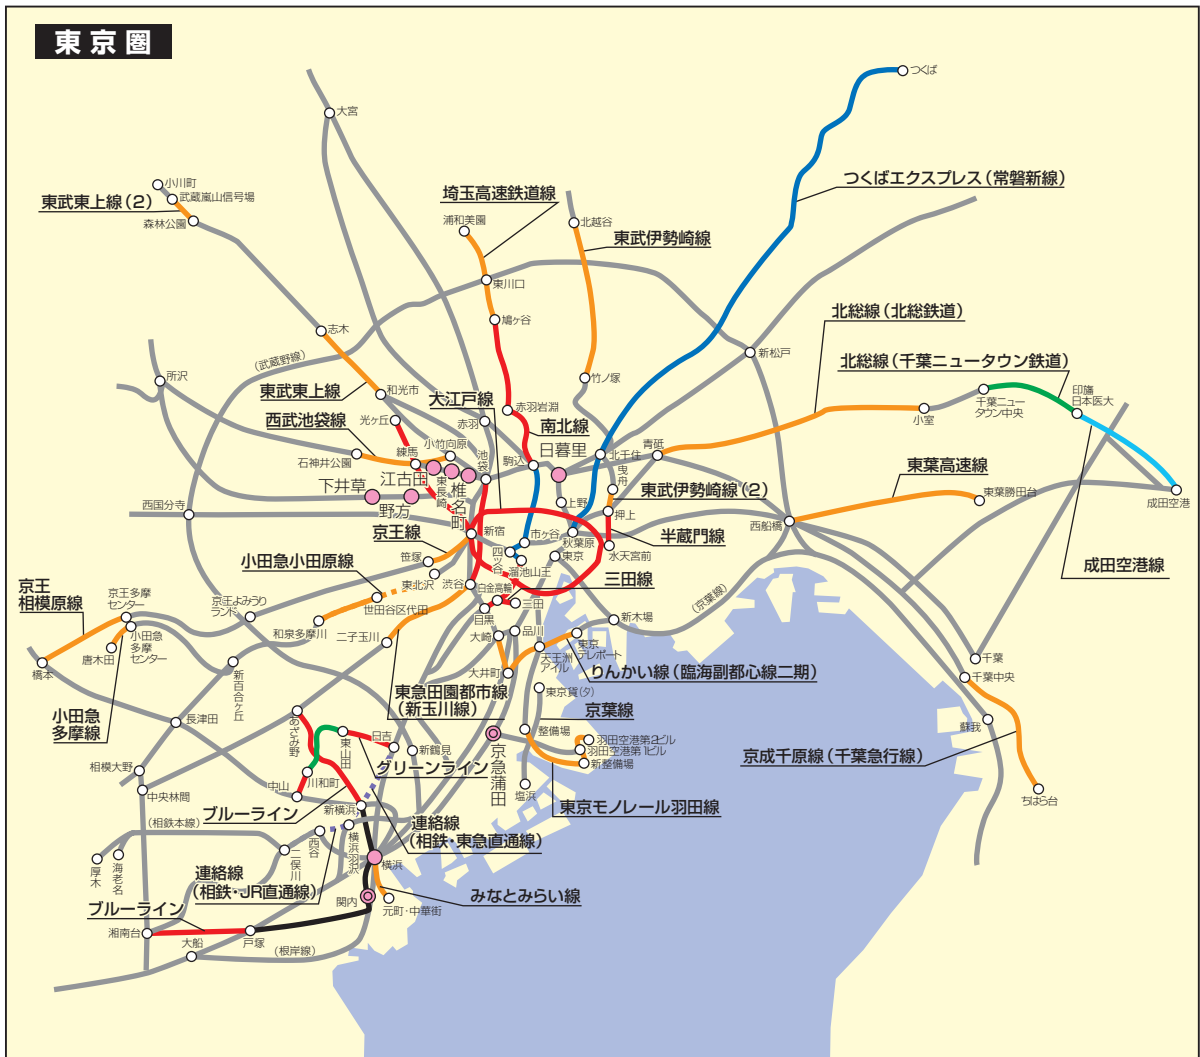 東京圏
つくば
大宮
小川町
武蔵嵐山信号場
東武東上線(2)
森林公園
埼玉高速鉄道線
浦和美園
北越谷
東武伊勢崎線
つくばエクスプレス(常磐新線)
東川口
鳩ヶ谷
北総線(北総鉄道)
志木
(武蔵野線)
新松戸
所沢
北総線(千葉ニュータウン鉄道)
竹ノ塚
東武東上線
和光市
大江戸線
千葉ニュー
タウン中央
印旛
日本医大
小室
西武池袋線
光ヶ丘
赤羽
赤羽岩淵
南北線
小竹向原
練馬
石神井公園
池袋
駒込
日暮里
北千住
青砥
東葉高速線
江古田
東長崎
椎名町
下井草
野方
曳舟
東武伊勢崎線(2)
東葉勝田台
成田空港
西国分寺
上野
押上
西船橋
京王線
新宿
市ヶ谷
秋葉原
半蔵門線
水天宮前
笹塚
四ッ谷
東京
小田急小田原線
溜池山王
三田線
成田空港線
東北沢
渋谷
白金高輪
京王
相模原線
京王多摩
センター
京王よみうり
ランド
世田谷区代田
三田
(京葉線)
目黒
新木場
小田急
多摩
センター
唐木田
和泉多摩川
二子玉川
大崎
品川
東京
テレポート
天王洲
アイル
千葉
橋本
新百合ヶ丘
大井町
りんかい線(臨海副都心線二期)
千葉中央
東急田園都市線
(新玉川線)
東京貨(タ)
小田急
多摩線
長津田
あざみ野
京葉線
蘇我
東山田
日吉
整備場
羽田空港第2ビル
羽田空港第1ビル
新整備場
新鶴見
京急蒲田
京成千原線(千葉急行線)
相模大野
川和町
グリーンライン
中央林間
中山
塩浜
ちはら台
ブルーライン
新横浜
東京モノレール羽田線
(相鉄本線)
西谷
横浜羽沢
連絡線
(相鉄・東急直通線)
厚木
海老名
二俣川
横浜
連絡線
(相鉄・JR直通線)
関内
みなとみらい線
元町・中華街
ブルーライン
湘南台
戸塚
大船
(根岸線)